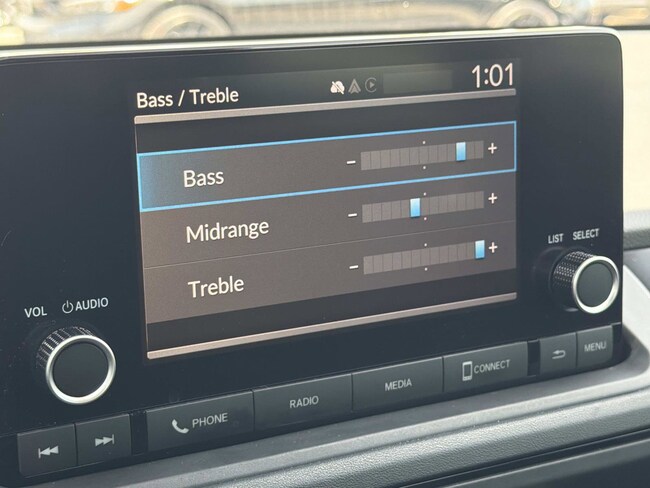 Bass / Treble
1:01
Bass
- +
Midrange
- +
Treble
- +
VOL
AUDIO
LIST
SELECT
PHONE
RADIO
MEDIA
CONNECT
MENU